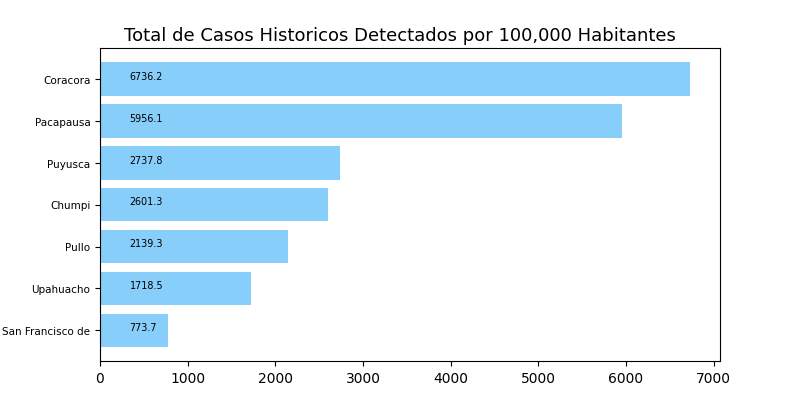 Total de Casos Historicos Detectados por 100,000 Habitantes
Coracora 6736.2
Pacapausa 5956.1
Puyusca 2737.8
Chumpi 2601.3
Pullo 2139.3
Upahuacho 1718.5
San Francisco de 773.7
0 1000 2000 3000 4000 5000 6000 7000